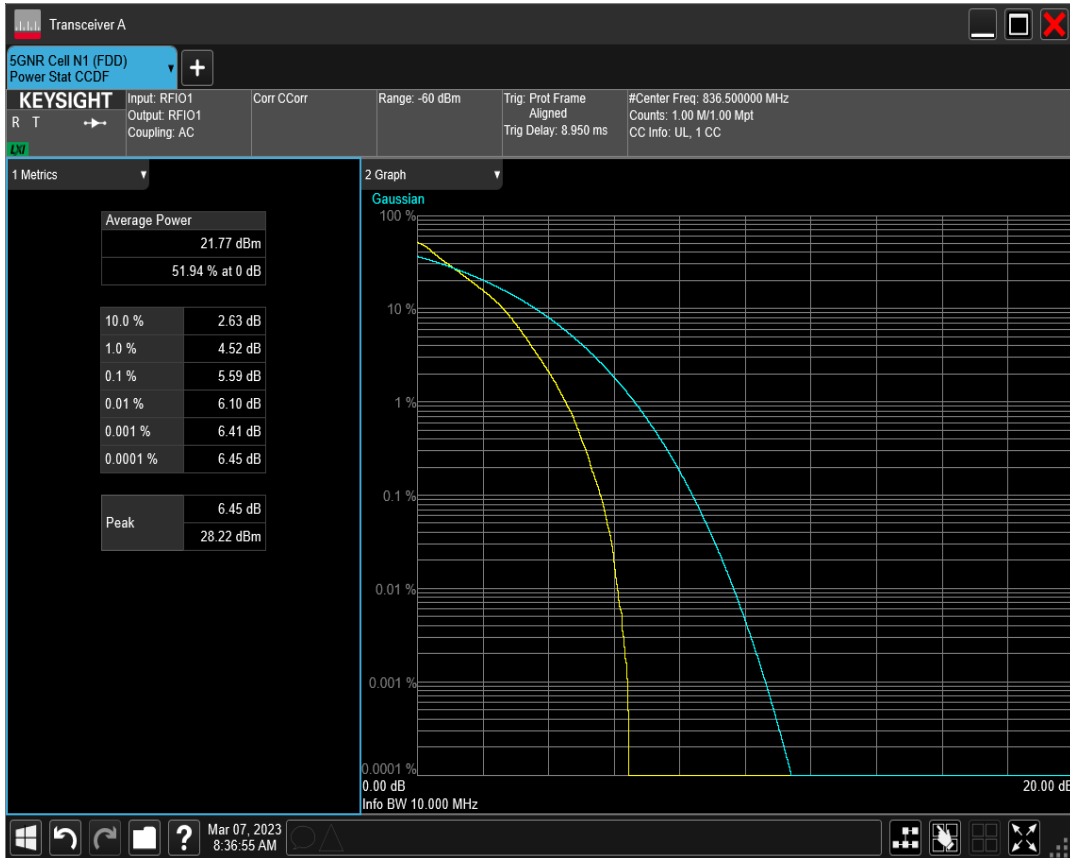 Transceiver A
5GNR Cell N1 (FDD)
Power Stat CCDF
+
KEYSIGHT
R T
LXI
Input: RFIO1
Output: RFIO1
Coupling: AC
Corr CCorr
Range: -60 dBm
Trig: Prot Frame
Aligned
Trig Delay: 8.950 ms
#Center Freq: 836.500000 MHz
Counts: 1.00 M/1.00 Mpt
CC Info: UL, 1 CC
1 Metrics
Average Power
21.77 dBm
51.94 % at 0 dB
10.0 % 2.63 dB
1.0 % 4.52 dB
0.1 % 5.59 dB
0.01 % 6.10 dB
0.001 % 6.41 dB
0.0001 % 6.45 dB
Peak
6.45 dB
28.22 dBm
2 Graph
Gaussian
100 %
10 %
1 %
0.1 %
0.01 %
0.001 %
0.0001 %
0.00 dB 20.00 dB
Info BW 10.000 MHz
?
Mar 07, 2023
8:36:55 AM